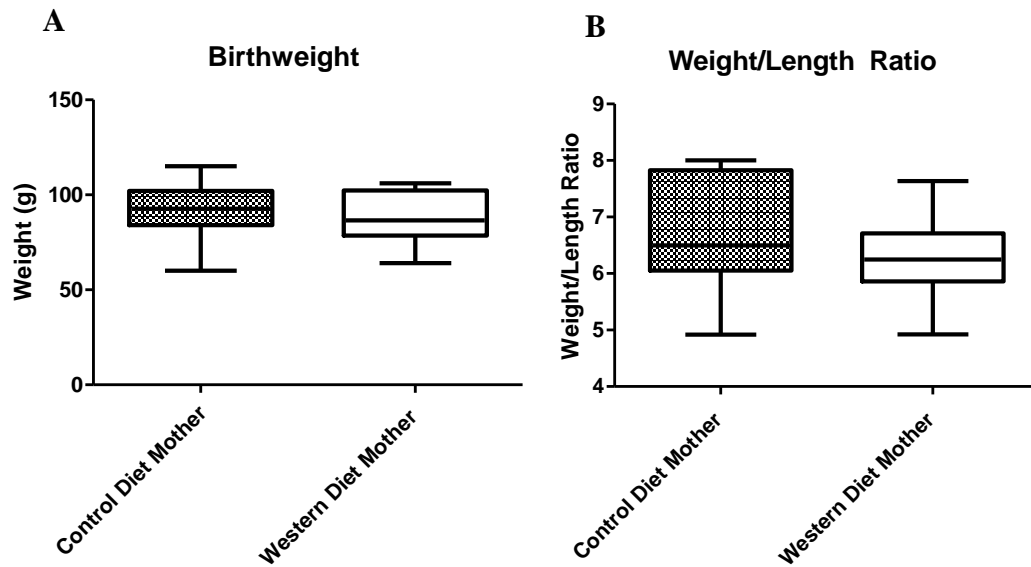 A
Birthweight
150
100
50
0
Weight (g)
Control Diet Mother
Western Diet Mother
B
Weight/Length Ratio
9
8
7
6
5
4
Weight/Length Ratio
Control Diet Mother
Western Diet Mother